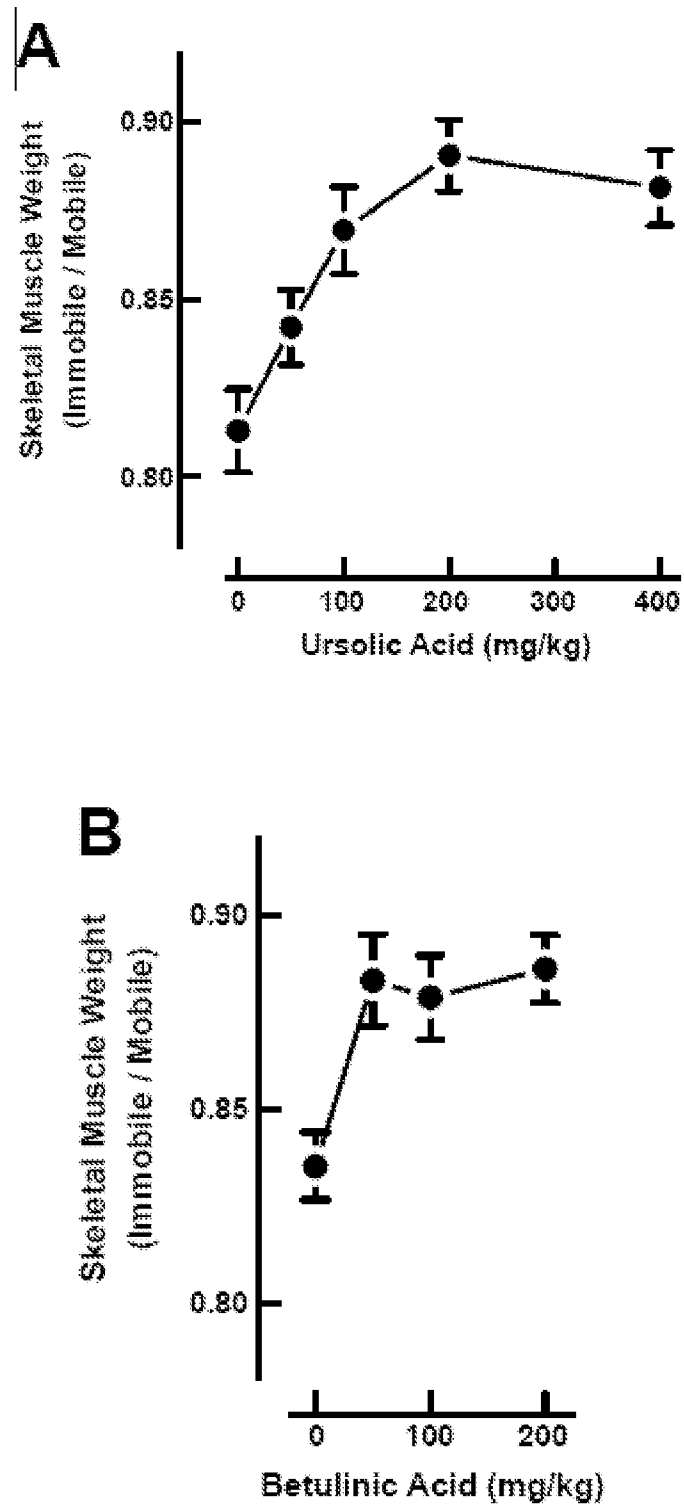 A
Skeletal Muscle Weight
(Immobile / Mobile)
0.90
0.85
0.80
0 100 200 300 400
Ursolic Acid (mg/kg)
B
Skeletal Muscle Weight
(Immobile / Mobile)
0.90
0.85
0.80
0 100 200
Betulinic Acid (mg/kg)